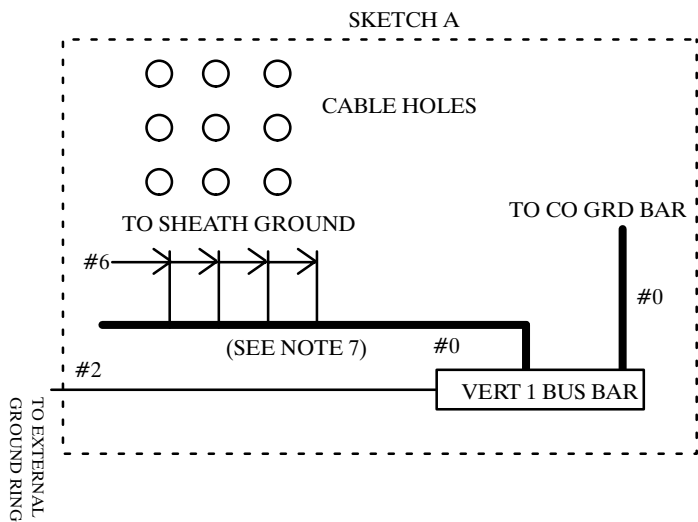 SKETCH A
CABLE HOLES
TO SHEATH GROUND
TO CO GRD BAR
#6
#0
(SEE NOTE 7)
#0
#2
VERT 1 BUS BAR
TO EXTERNAL
GROUND RING